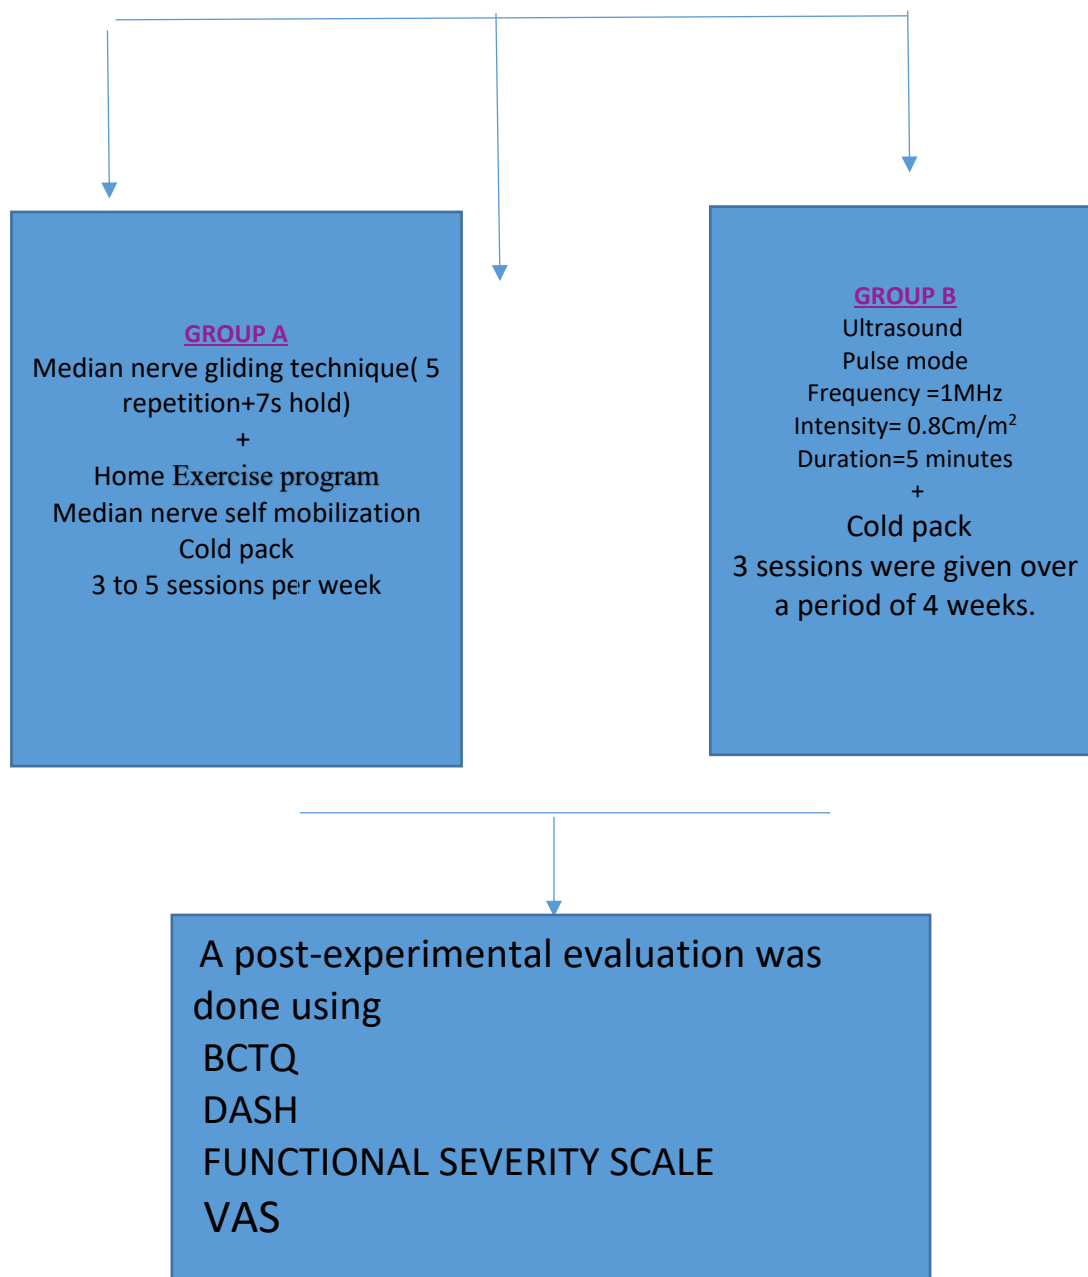 GROUP A
Median nerve gliding technique( 5
repetition+7s hold)
+
Home Exercise program
Median nerve self mobilization
Cold pack
3 to 5 sessions per week
GROUP B
Ultrasound
Pulse mode
Frequency =1MHz
Intensity= 0.8Cm/m²
Duration=5 minutes
+
Cold pack
3 sessions were given over
a period of 4 weeks.
A post-experimental evaluation was
done using
BCTQ
DASH
FUNCTIONAL SEVERITY SCALE
VAS